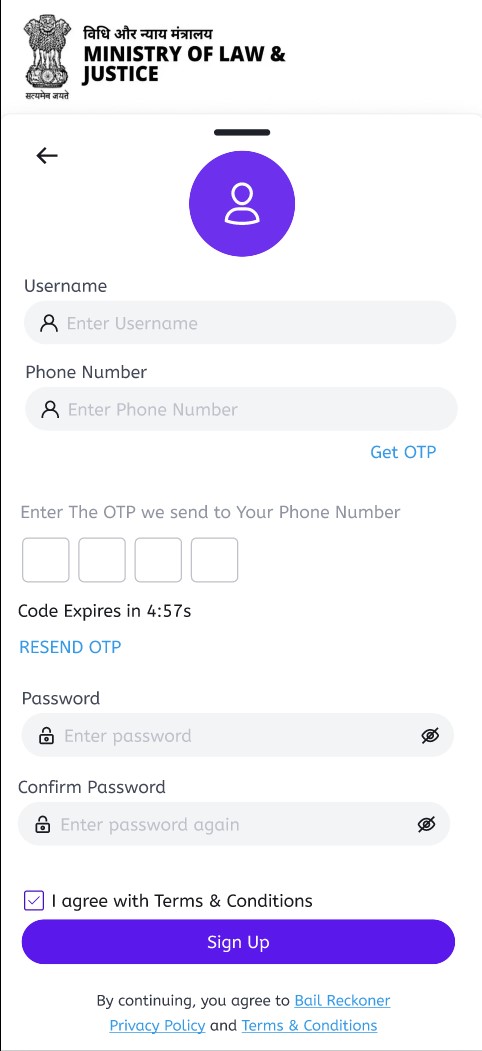 विधि और न्याय मंत्रालय
MINISTRY OF LAW &
JUSTICE
सत्यमेव जयते
Username
Enter Username
Phone Number
Enter Phone Number
Get OTP
Enter The OTP we send to Your Phone Number
Code Expires in 4:57s
RESEND OTP
Password
Enter password
Confirm Password
Enter password again
I agree with Terms & Conditions
Sign Up
By continuing, you agree to Bail Reckoner
Privacy Policy and Terms & Conditions